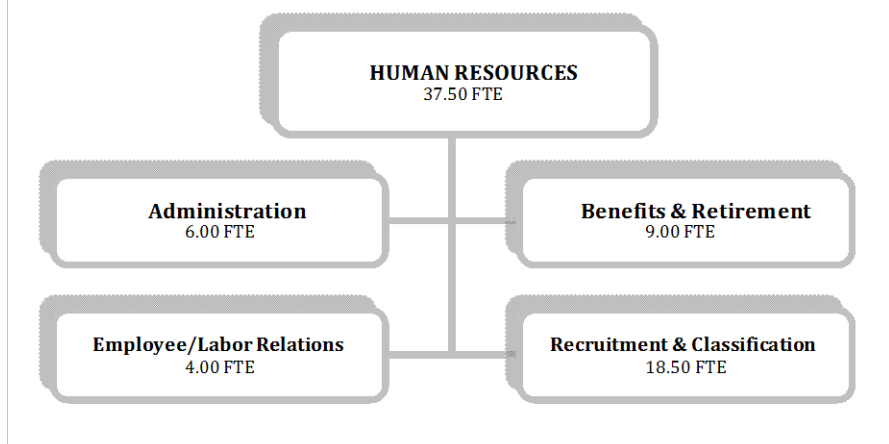 HUMAN RESOURCES
37.50 FTE
Administration
6.00 FTE
Benefits & Retirement
9.00 FTE
Employee/Labor Relations
4.00 FTE
Recruitment & Classification
18.50 FTE